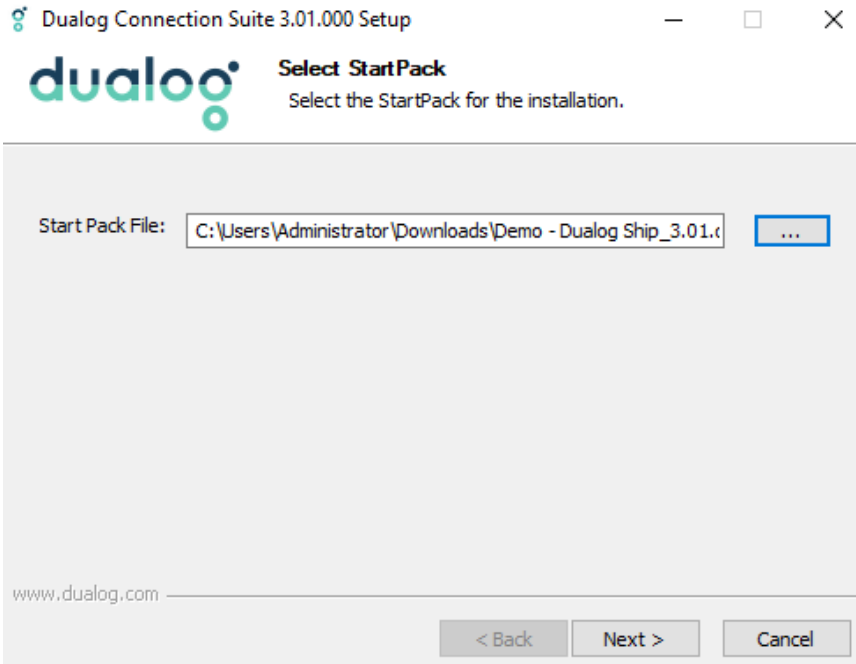 Dualog Connection Suite 3.01.000 Setup
dualog
Select StartPack
Select the StartPack for the installation.
Start Pack File:
C:\Users\Administrator\Downloads\Demo - Dualog Ship_3.01.
...
www.dualog.com
< Back
Next >
Cancel